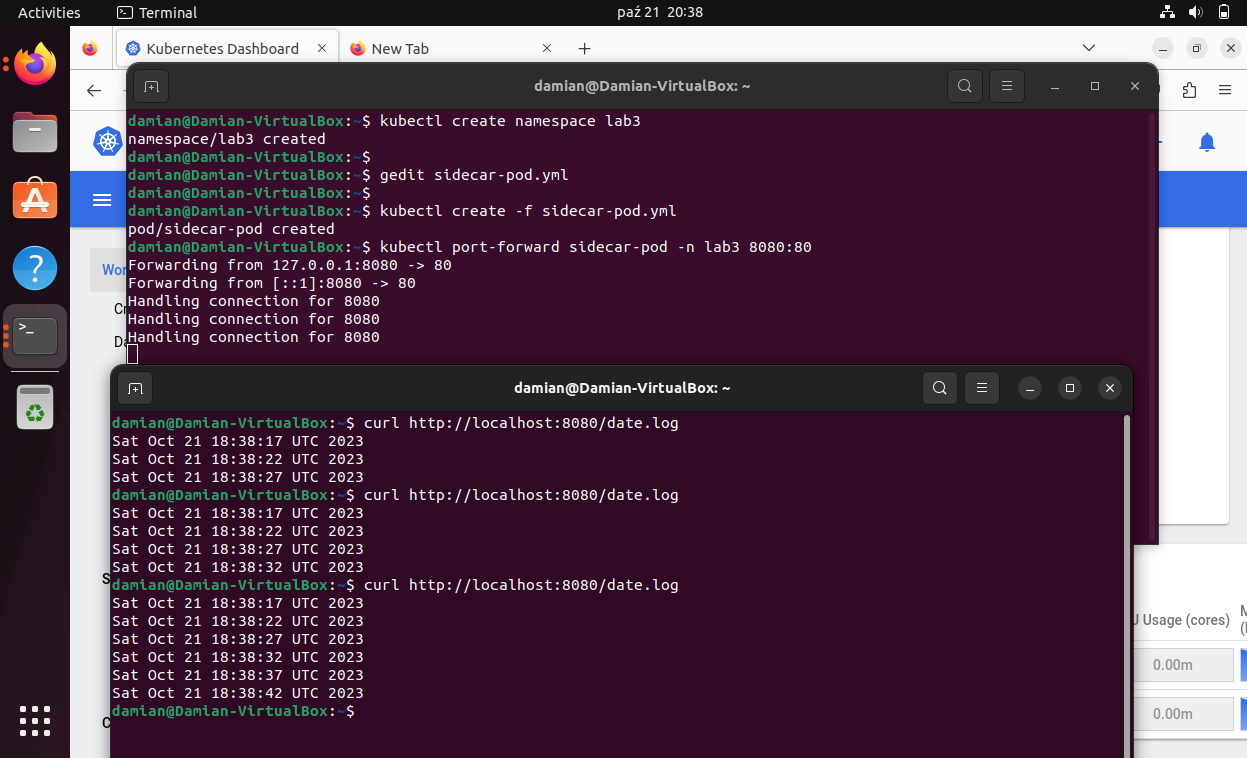 Activities
Terminal
paź 21 20:38
Kubernetes Dashboard
New Tab
damian@Damian-VirtualBox: ~
damian@Damian-VirtualBox:~$ kubectl create namespace lab3
namespace/lab3 created
damian@Damian-VirtualBox:~$
damian@Damian-VirtualBox:~$ gedit sidecar-pod.yml
damian@Damian-VirtualBox:~$
damian@Damian-VirtualBox:~$ kubectl create -f sidecar-pod.yml
pod/sidecar-pod created
damian@Damian-VirtualBox:~$ kubectl port-forward sidecar-pod -n lab3 8080:80
Forwarding from 127.0.0.1:8080 -> 80
Forwarding from [::1]:8080 -> 80
Handling connection for 8080
Handling connection for 8080
Handling connection for 8080
damian@Damian-VirtualBox: ~
damian@Damian-VirtualBox:~$ curl http://localhost:8080/date.log
Sat Oct 21 18:38:17 UTC 2023
Sat Oct 21 18:38:22 UTC 2023
Sat Oct 21 18:38:27 UTC 2023
damian@Damian-VirtualBox:~$ curl http://localhost:8080/date.log
Sat Oct 21 18:38:17 UTC 2023
Sat Oct 21 18:38:22 UTC 2023
Sat Oct 21 18:38:27 UTC 2023
Sat Oct 21 18:38:32 UTC 2023
damian@Damian-VirtualBox:~$ curl http://localhost:8080/date.log
Sat Oct 21 18:38:17 UTC 2023
Sat Oct 21 18:38:22 UTC 2023
Sat Oct 21 18:38:27 UTC 2023
Sat Oct 21 18:38:32 UTC 2023
Sat Oct 21 18:38:37 UTC 2023
Sat Oct 21 18:38:42 UTC 2023
damian@Damian-VirtualBox:~$
Usage (cores)
0.00m
0.00m